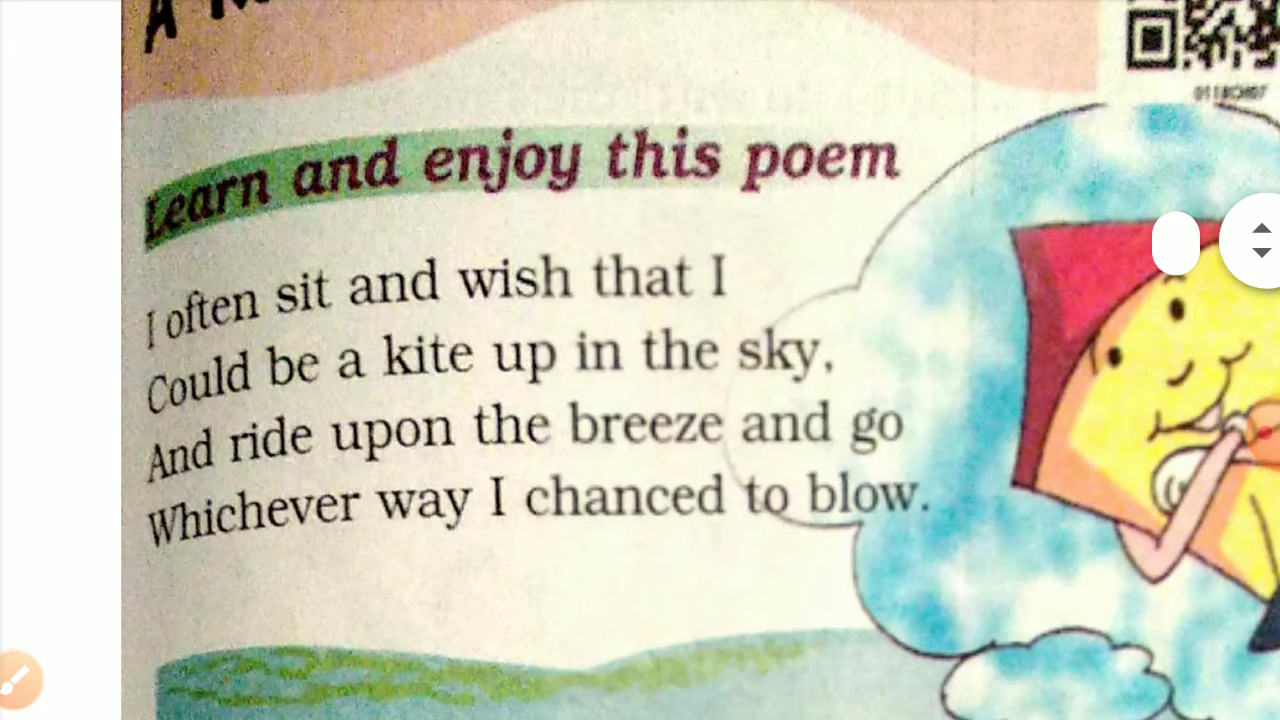 A
Learn and enjoy this poem
I often sit and wish that I
Could be a kite up in the sky,
And ride upon the breeze and go
Whichever way I chanced to blow.